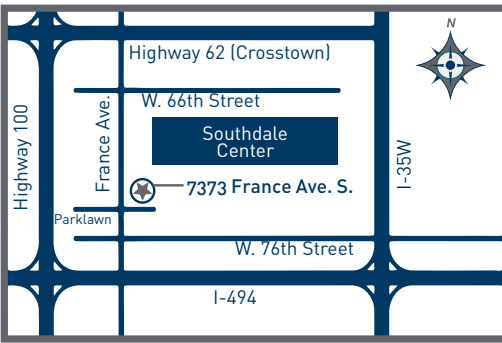 N
Highway 62 (Crosstown)
W. 66th Street
Highway 100
France Ave.
Southdale
Center
I-35W
7373 France Ave. S.
Parklawn
W. 76th Street
I-494